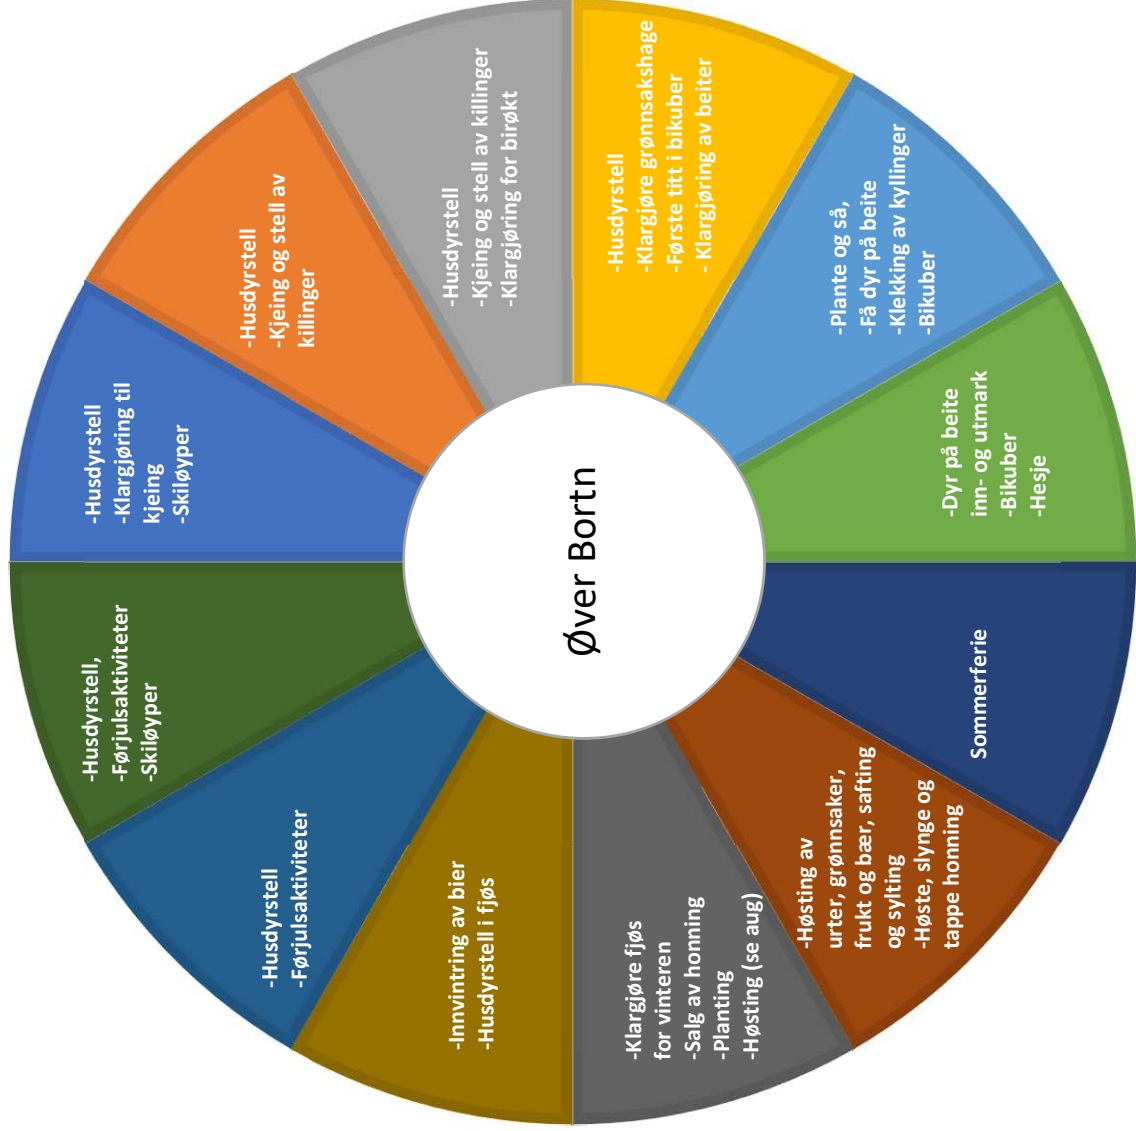 Øver Bortn
-Husdyrstell
-Klargjøring til
kjeing
-Skiløyper
-Husdyrstell
-Kjeing og stell av
killinger
-Husdyrstell
-Kjeing og stell av killinger
-Klargjøring for birøkt
-Husdyrstell
-Klargjøre grønnsakshage
-Første titt i bikuber
- Klargjøring av beiter
-Plante og så,
-Få dyr på beite
-Klekking av kyllinger
-Bikuber
-Dyr på beite
inn- og utmark
-Bikuber
-Hesje
Sommerferie
-Høsting av
urter, grønnsaker,
frukt og bær, safting
og sylting
-Høste, slynge og
tappe honning
-Klargjøre fjøs
for vinteren
-Salg av honning
-Planting
-Høsting (se aug)
-Innvintring av bier
-Husdyrstell i fjøs
-Husdyrstell
-Førjulsaktiviteter
-Husdyrstell,
-Førjulsaktiviteter
-Skiløyper